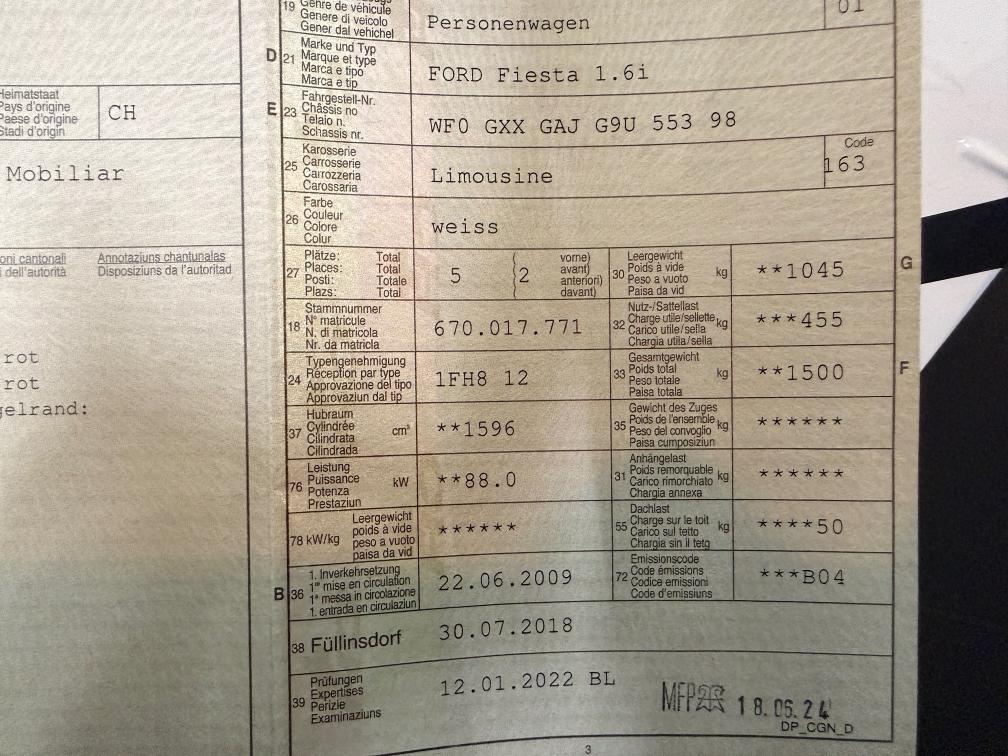 19 Genre de véhicule
Genere di veicolo
Gener dal vehichel
Personenwagen
01
D 21 Marke und Typ
Marque et type
Marca e tipo
Marca e tip
FORD Fiesta 1.6i
Heimatstaat
Pays d'origine
Paese d'origine
Stadi d'origin
CH
E 23 Fahrgestell-Nr.
Châssis no
Telaio n.
Schassis nr.
WF0 GXX GAJ G9U 553 98
Mobiliar
25 Karosserie
Carrosserie
Carrozzeria
Carossaria
Limousine
Code
163
26 Farbe
Couleur
Colore
Colur
weiss
oni cantonali
i dell'autorità
Annotaziuns chantunalas
Disposiziuns da l'autoritad
27 Plätze: Total
Places: Total
Posti: Totale
Plazs: Total
5
2
vorne)
avant)
anteriori)
davant)
30 Leergewicht
Poids à vide
Peso a vuoto
Paisa da vid
kg
**1045
G
18 Stammnummer
N° matricule
N. di matricola
Nr. da matricla
670.017.771
32 Nutz-/Sattellast
Charge utile/sellette
Carico utile/sella
Chargia utila/sella
kg
***455
rot
rot
gelrand:
24 Typengenehmigung
Réception par type
Approvazione del tipo
Approvaziun dal tip
1FH8 12
33 Gesamtgewicht
Poids total
Peso totale
Paisa totala
kg
**1500
F
37 Hubraum
Cylindrée
Cilindrata
Cilindrada
cm³
**1596
35 Gewicht des Zuges
Poids de l'ensemble
Peso del convoglio
Paisa cumposiziun
kg
******
76 Leistung
Puissance
Potenza
Prestaziun
kW
**88.0
31 Anhängelast
Poids remorquable
Carico rimorchiato
Chargia annexa
kg
******
78 kW/kg
Leergewicht
poids à vide
peso a vuoto
paisa da vid
******
55 Dachlast
Charge sur le toit
Carico sul tetto
Chargia sin il tetg
kg
****50
B 36 1. Inverkehrsetzung
1re mise en circulation
1a messa in circolazione
1. entrada en circulaziun
22.06.2009
72 Emissionscode
Code émissions
Codice emissioni
Code d'emissiuns
***B04
38 Füllinsdorf
30.07.2018
39 Prüfungen
Expertises
Perizie
Examinaziuns
12.01.2022 BL
MFP
18.06.24
DP_CGN_D
3